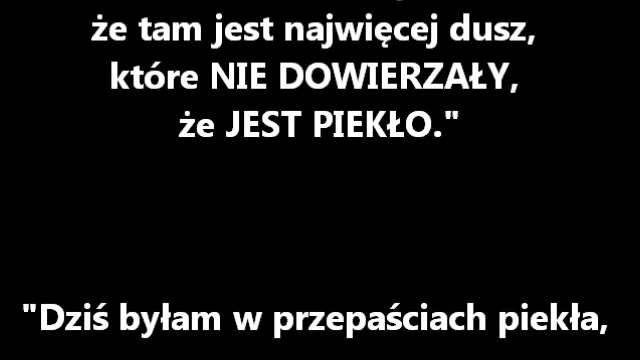 że tam jest najwięcej dusz,
które NIE DOWIERZAŁY,
że JEST PIEKŁO."
"Dziś byłam w przepaściach piekła,